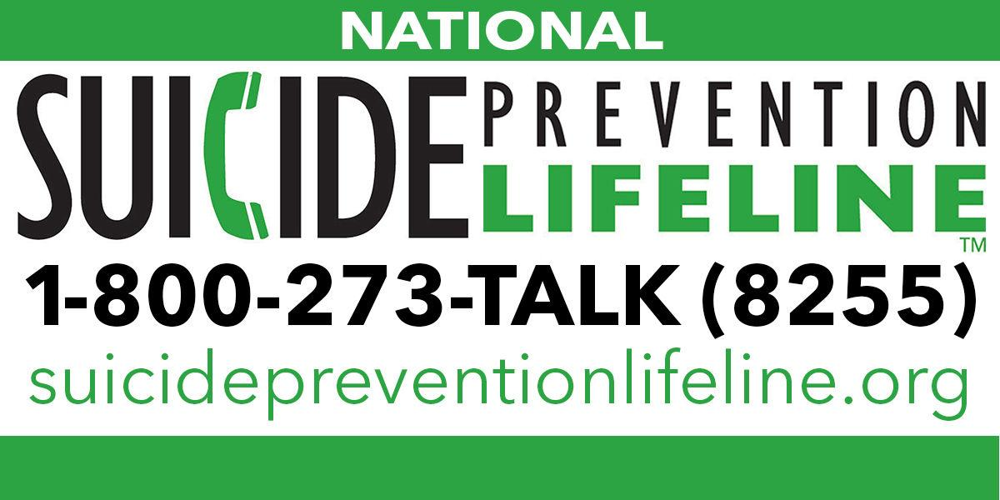 NATIONAL
SUICIDE PREVENTION
LIFELINE
TM
1-800-273-TALK (8255)
suicidepreventionlifeline.org